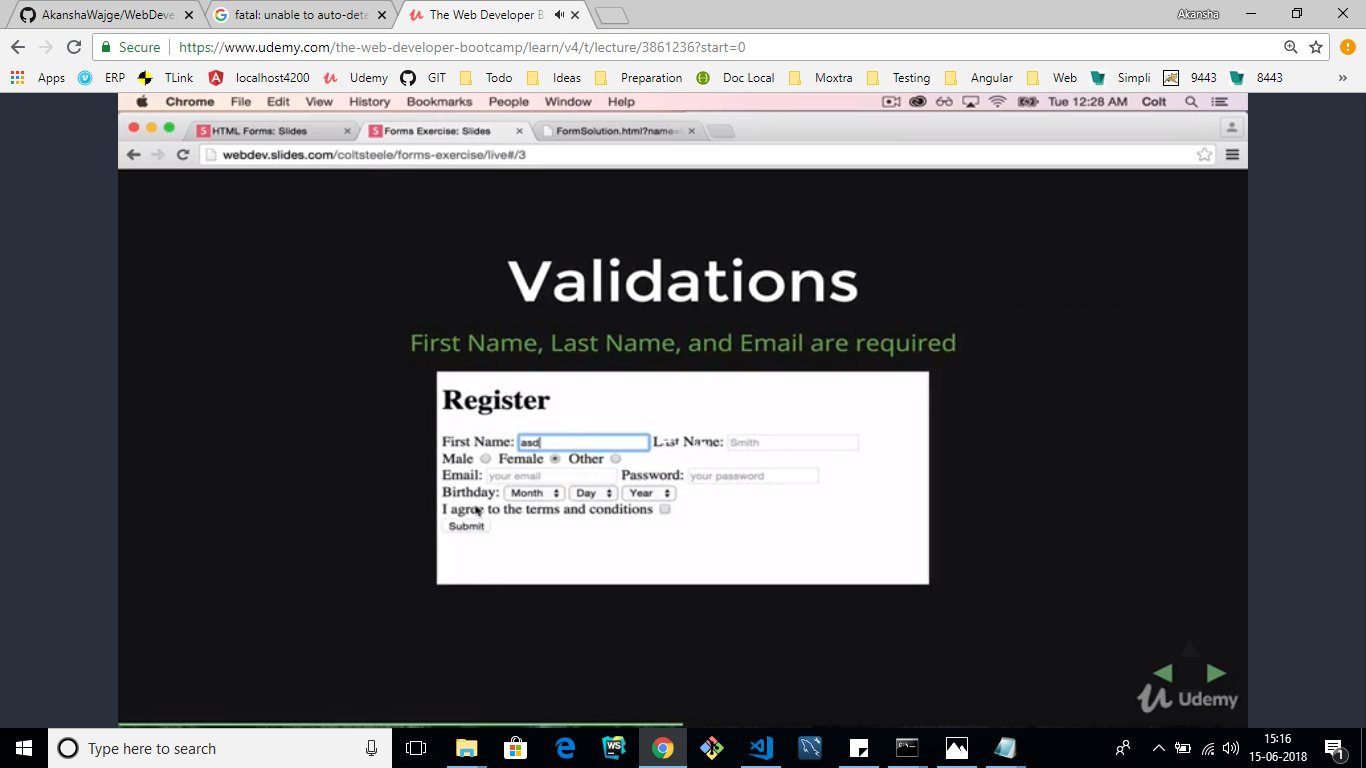 AkanshaWajge/WebDeve
fatal: unable to auto-dete
The Web Developer B
Akansha
Secure
https://www.udemy.com/the-web-developer-bootcamp/learn/v4/t/lecture/3861236?start=0
Apps ERP TLink localhost4200 Udemy GIT Todo Ideas Preparation Doc Local Moxtra Testing Angular Web Simpli 9443 8443 »
Chrome File Edit View History Bookmarks People Window Help Tue 12:28 AM Colt
HTML Forms: Slides
Forms Exercise: Slides
FormSolution.html?name=
webdev.slides.com/coltsteele/forms-exercise/live#/3
Validations
First Name, Last Name, and Email are required
Register
First Name: asd Last Name: Smith
Male Female Other
Email: your email Password: your password
Birthday: Month Day Year
I agree to the terms and conditions
Submit
Udemy
Type here to search
WS
15:16
15-06-2018
1